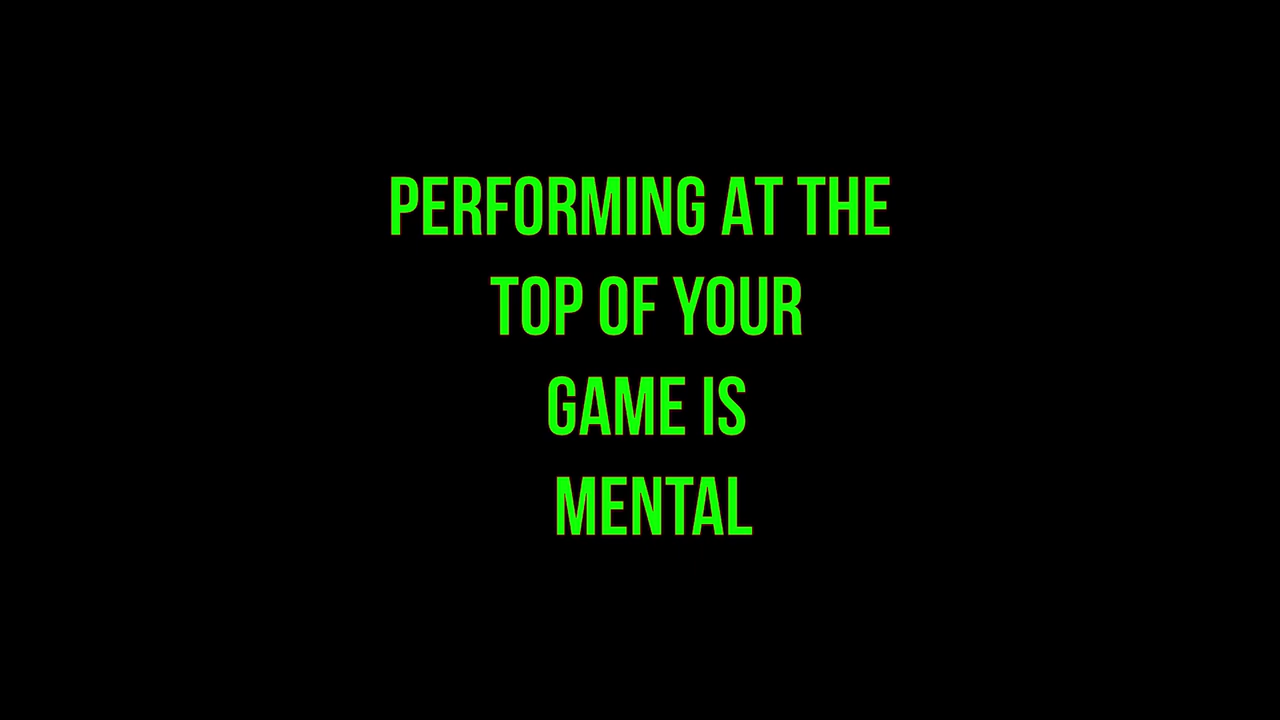 PERFORMING AT THE
TOP OF YOUR
GAME IS
MENTAL